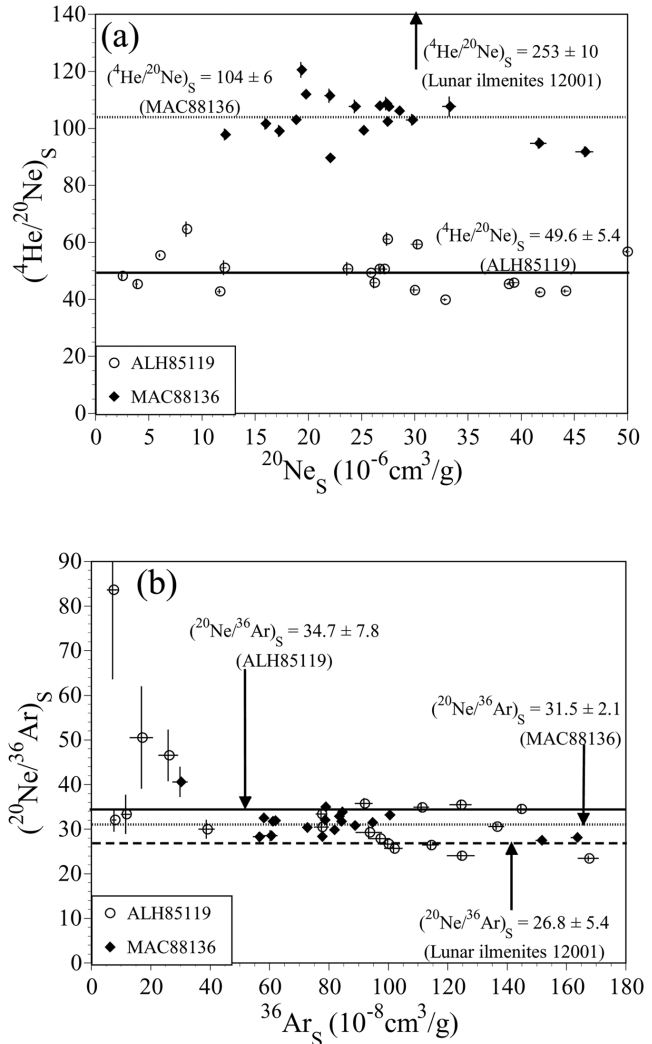 (a)
140
120
100
80
60
40
20
0
(⁴He/²⁰Ne)S
(⁴He/²⁰Ne)S = 253 ± 10
(Lunar ilmenites 12001)
(⁴He/²⁰Ne)S = 104 ± 6
(MAC88136)
(⁴He/²⁰Ne)S = 49.6 ± 5.4
(ALH85119)
ALH85119
MAC88136
0 5 10 15 20 25 30 35 40 45 50
²⁰NeS (10⁻⁶cm³/g)
(b)
90
80
70
60
50
40
30
20
10
0
(²⁰Ne/³⁶Ar)S
(²⁰Ne/³⁶Ar)S = 34.7 ± 7.8
(ALH85119)
(²⁰Ne/³⁶Ar)S = 31.5 ± 2.1
(MAC88136)
(²⁰Ne/³⁶Ar)S = 26.8 ± 5.4
(Lunar ilmenites 12001)
ALH85119
MAC88136
0 20 40 60 80 100 120 140 160 180
³⁶ArS (10⁻⁸cm³/g)